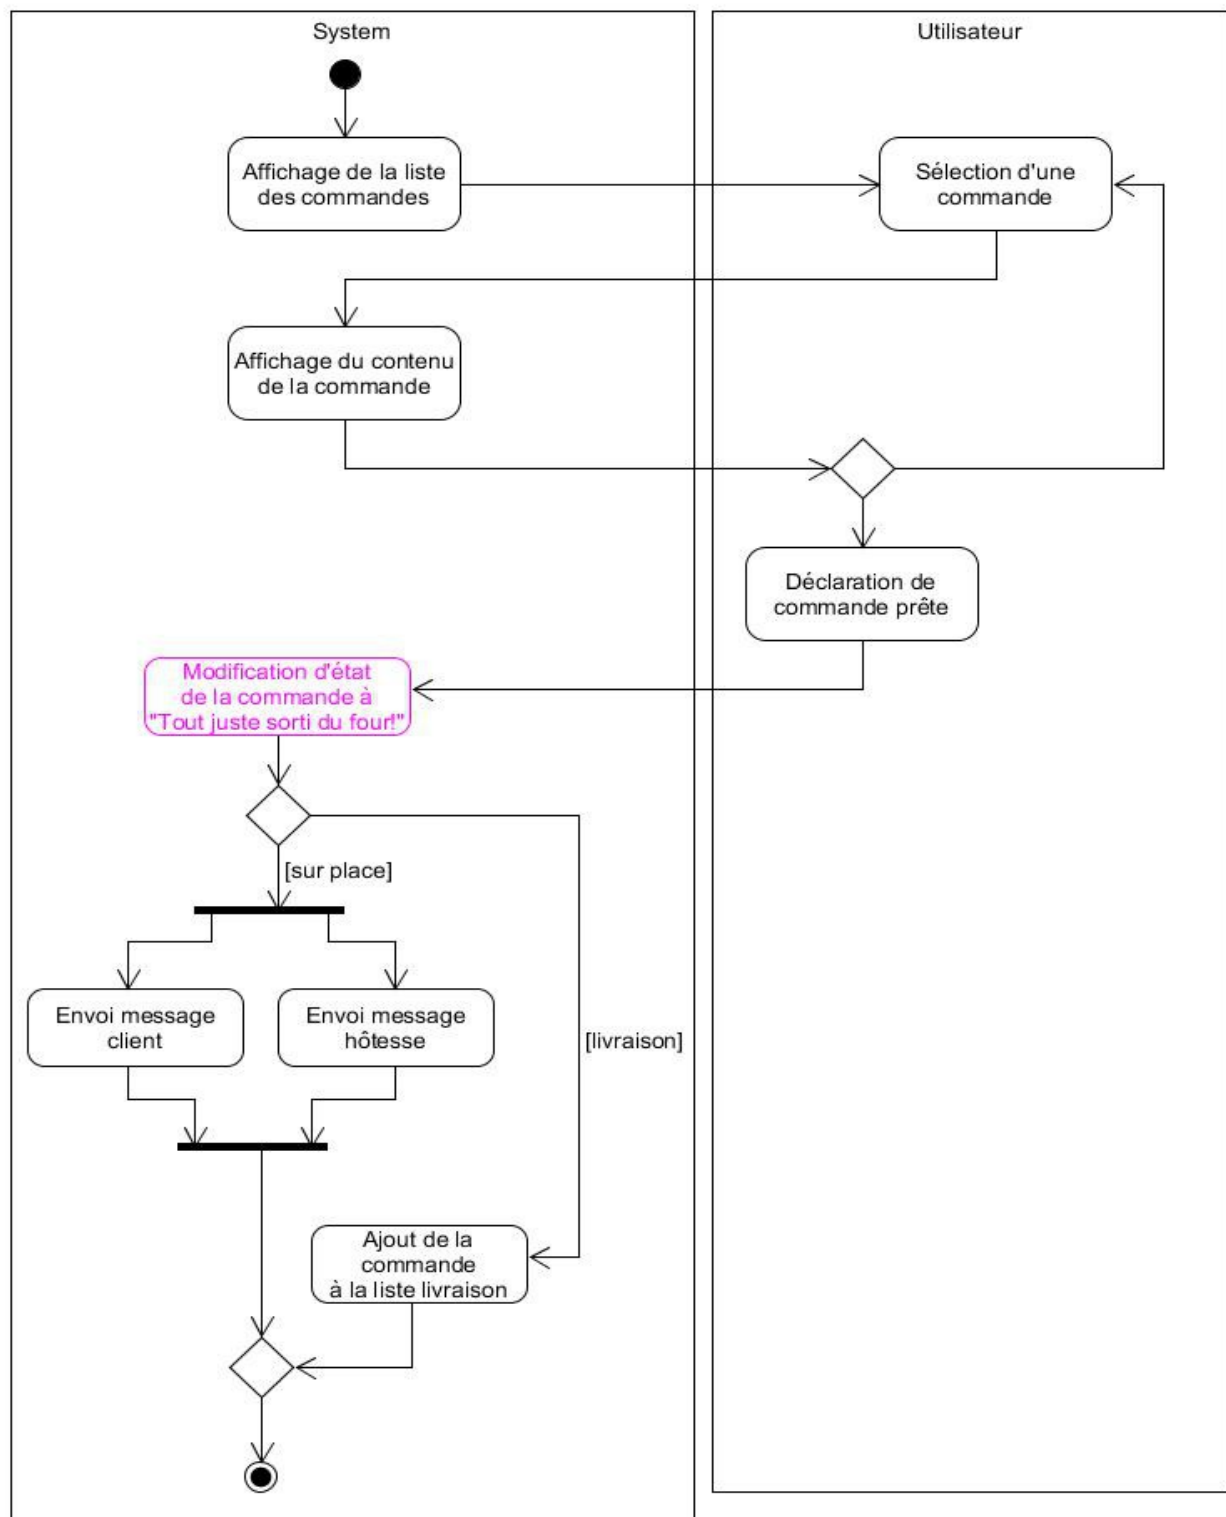 System
Utilisateur
Affichage de la liste
des commandes
Sélection d'une
commande
Affichage du contenu
de la commande
Déclaration de
commande prête
Modification d'état
de la commande à
"Tout juste sorti du four!"
[sur place]
Envoi message
client
Envoi message
hôtesse
[livraison]
Ajout de la
commande
à la liste livraison